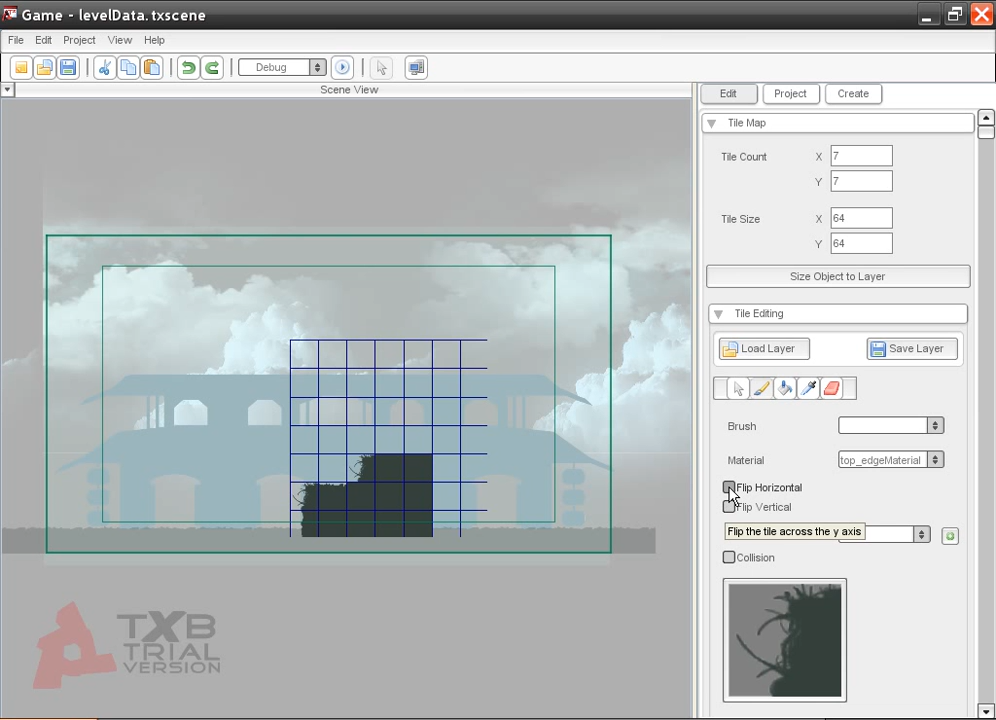 Game - levelData.txscene
File Edit Project View Help
Debug
Scene View
Edit Project Create
Tile Map
Tile Count X 7
Y 7
Tile Size X 64
Y 64
Size Object to Layer
Tile Editing
Load Layer Save Layer
Brush
Material top_edgeMaterial
Flip Horizontal
Flip Vertical
Flip the tile across the y axis
Collision
TXB
TRIAL
VERSION